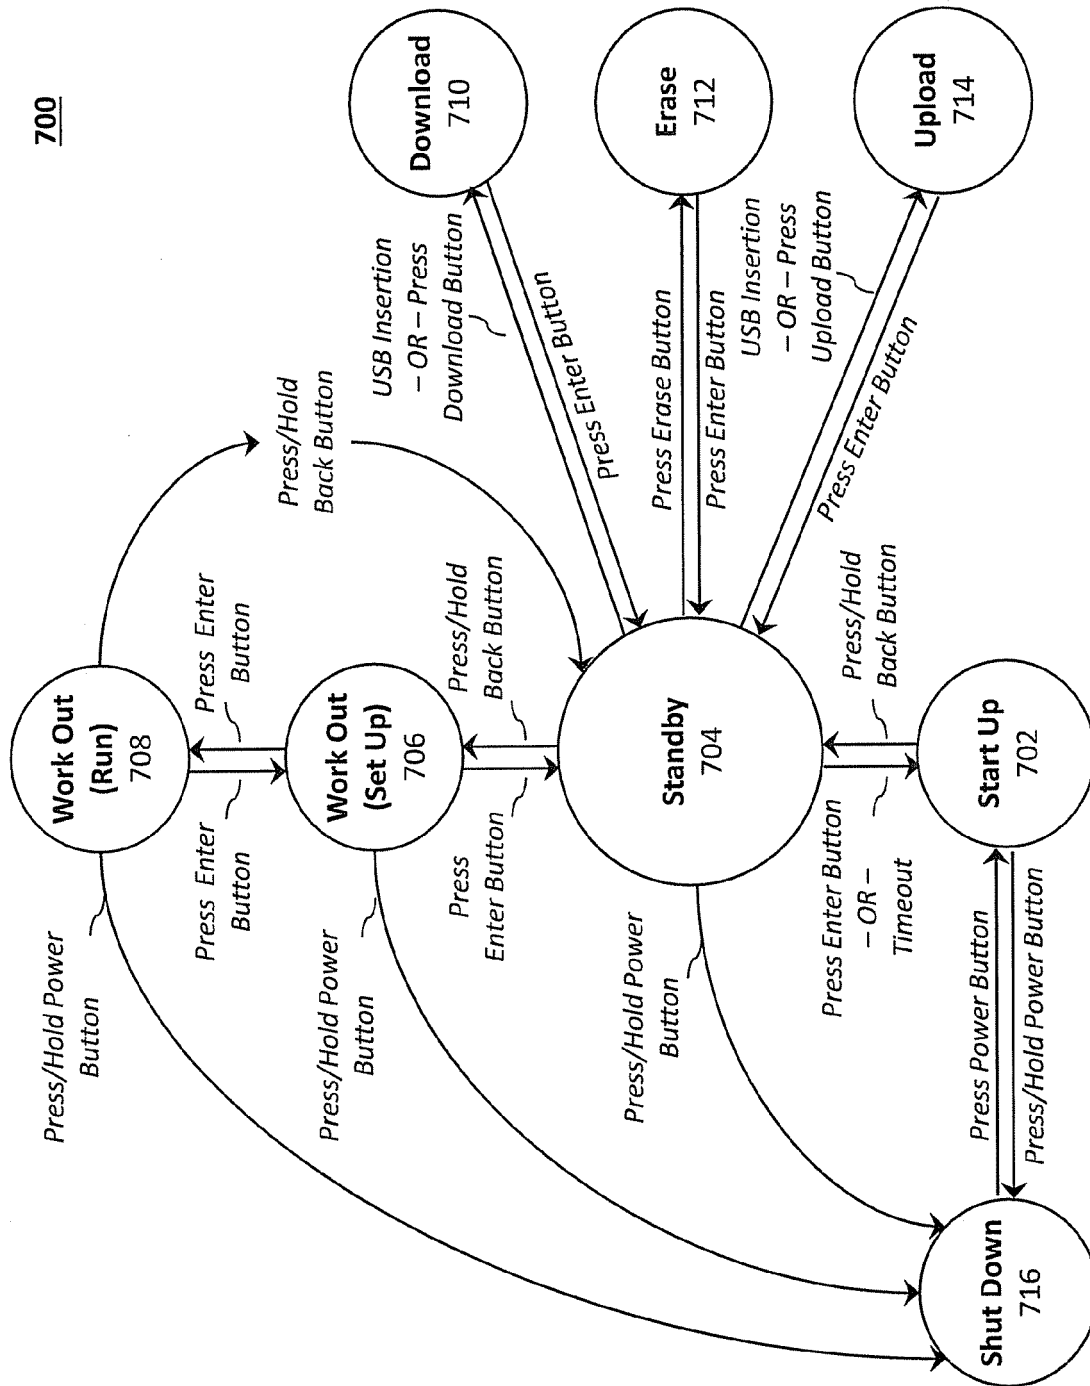 700
Work Out
(Run)
708
Press/Hold Power
Button
Press Enter
Button
Press Enter
Button
Press/Hold
Back Button
Work Out
(Set Up)
706
Press/Hold Power
Button
Press
Enter Button
Press/Hold
Back Button
Standby
704
Press/Hold Power
Button
Press Enter Button
– OR –
Timeout
Press/Hold
Back Button
Start Up
702
Press Power Button
Press/Hold Power Button
Shut Down
716
USB Insertion
– OR – Press
Download Button
Press Enter Button
Download
710
Press Erase Button
Press Enter Button
Erase
712
USB Insertion
– OR – Press
Upload Button
Press Enter Button
Upload
714